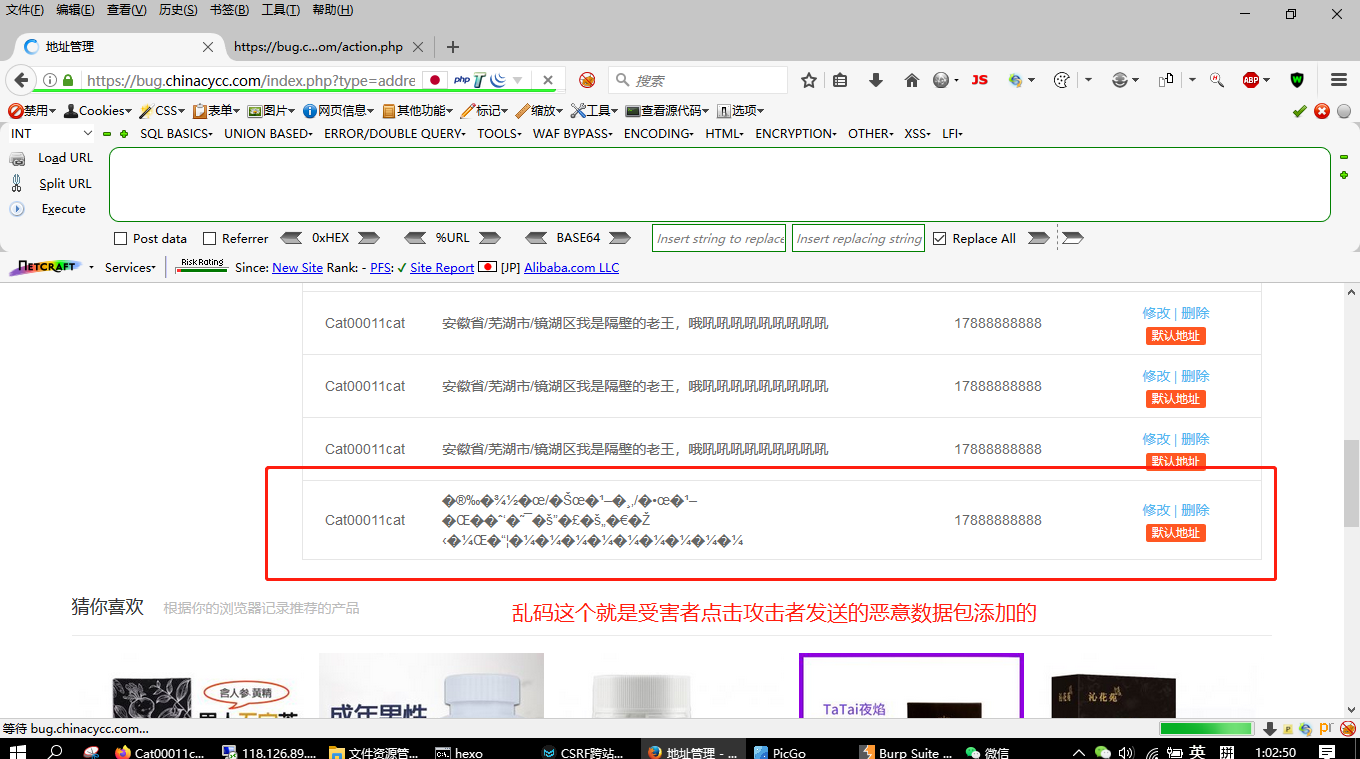 文件(F) 编辑(E) 查看(V) 历史(S) 书签(B) 工具(T) 帮助(H)
地址管理
https://bug.c...om/action.php
https://bug.chinacycc.com/index.php?type=addre
php
搜索
JS
ABP
禁用 Cookies CSS 表单 图片 网页信息 其他功能 标记 缩放 工具 查看源代码 选项
INT
SQL BASICS UNION BASED ERROR/DOUBLE QUERY TOOLS WAF BYPASS ENCODING HTML ENCRYPTION OTHER XSS LFI
Load URL
Split URL
Execute
Post data Referrer 0xHEX %URL BASE64 Insert string to replace Insert replacing string Replace All
NETCRAFT Services Risk Rating Since: New Site Rank: - PFS: ✓ Site Report [JP] Alibaba.com LLC
Cat00011cat 安徽省/芜湖市/镜湖区我是隔壁的老王，哦吼吼吼吼吼吼吼吼吼 17888888888 修改 | 删除
默认地址
Cat00011cat 安徽省/芜湖市/镜湖区我是隔壁的老王，哦吼吼吼吼吼吼吼吼吼 17888888888 修改 | 删除
默认地址
Cat00011cat 安徽省/芜湖市/镜湖区我是隔壁的老王，哦吼吼吼吼吼吼吼吼吼 17888888888 修改 | 删除
默认地址
�®‰�¾½�œ/�Šœ�¹–�¸‚/�•œ�¹–
�Œ��ˆ‘�˜¯�š”�£�š„�€�Ž
‹�¼Œ�“¦�¼�¼�¼�¼�¼�¼�¼�¼�¼
Cat00011cat 17888888888 修改 | 删除
默认地址
猜你喜欢 根据你的浏览器记录推荐的产品
乱码这个就是受害者点击攻击者发送的恶意数据包添加的
宫人参·黄精
成年男性
TaTai夜焰
沁花苑
等待 bug.chinacycc.com...
Cat00011c...
118.126.89....
文件资源管...
hexo
CSRF跨站...
地址管理 - ...
PicGo
Burp Suite ...
微信
英
拼
1:02:50